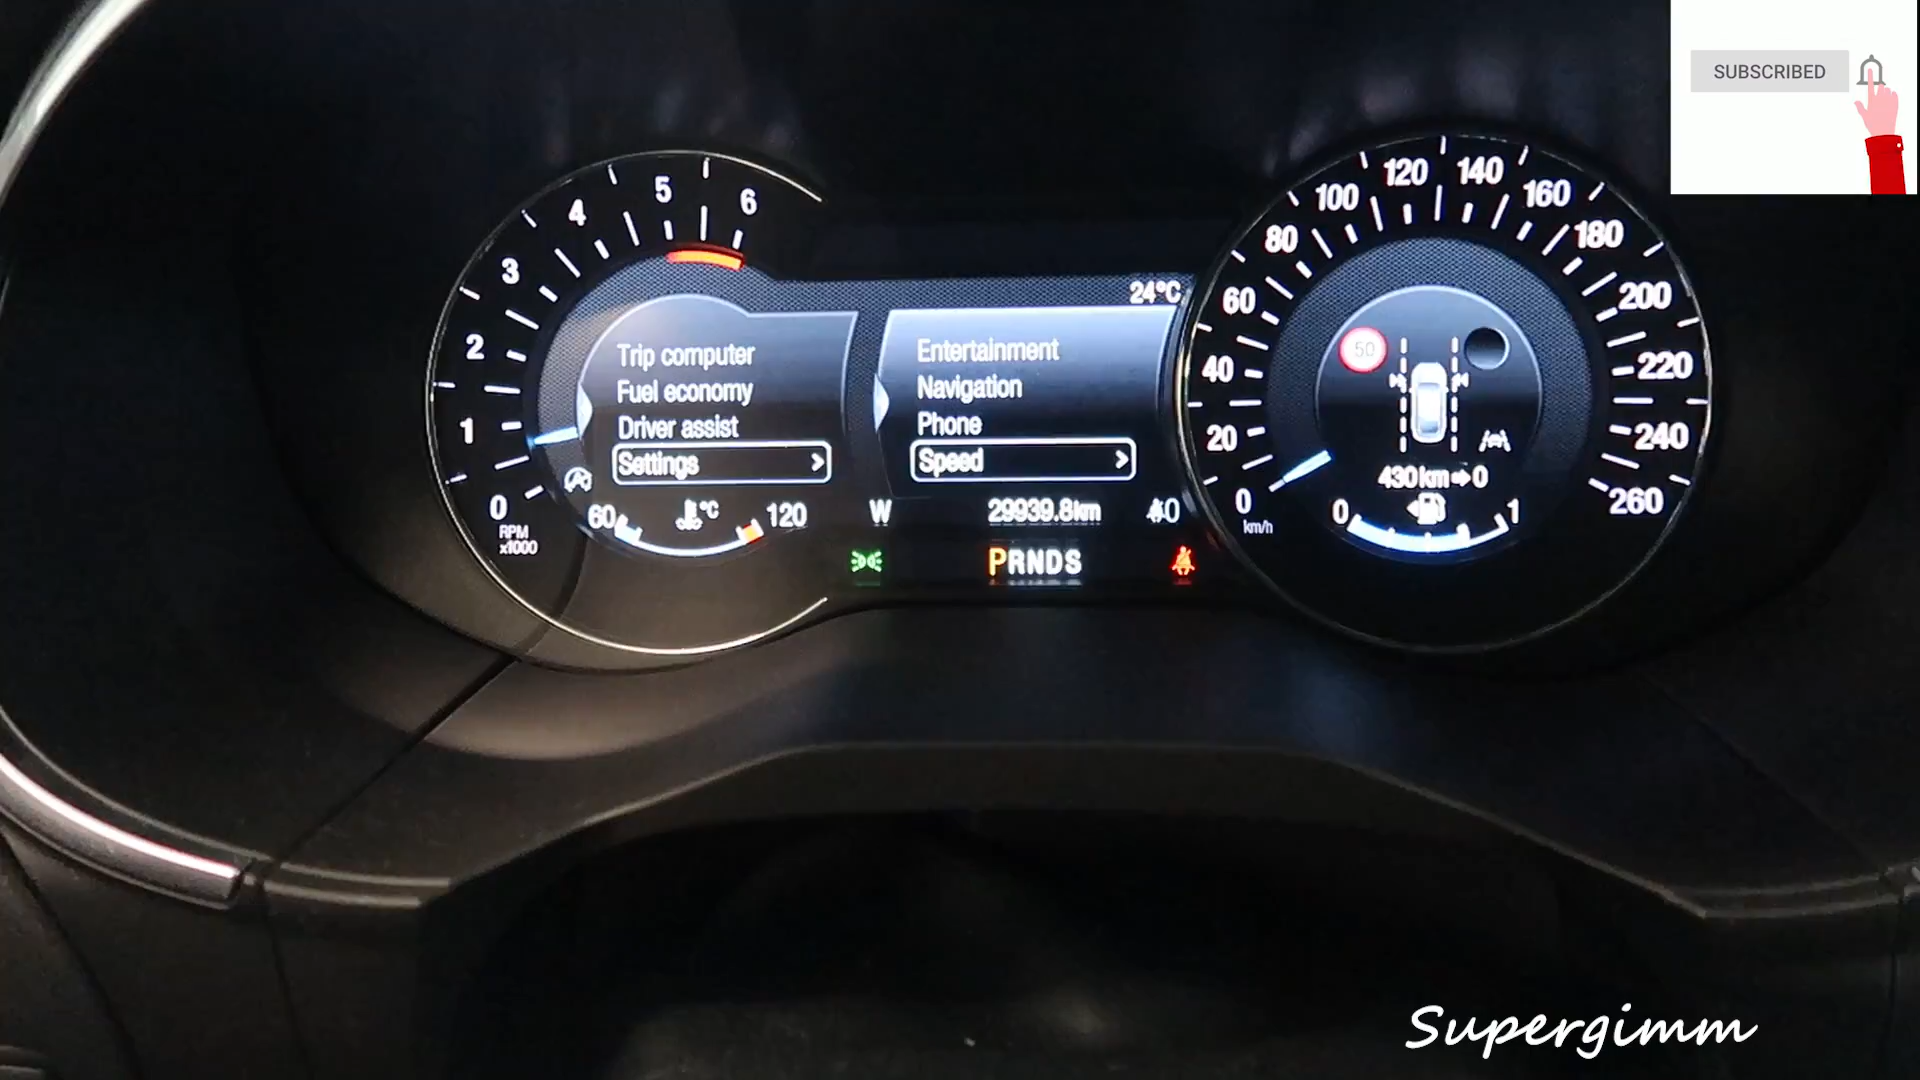 SUBSCRIBED
0
1
2
3
4
5
6
RPM
x1000
Trip computer
Fuel economy
Driver assist
Settings >
60 °C 120
24°C
Entertainment
Navigation
Phone
Speed >
W 29939.8km
PRNDS
0
20
40
60
80
100
120
140
160
180
200
220
240
260
km/h
50
430km➔0
0 1
Supergimm